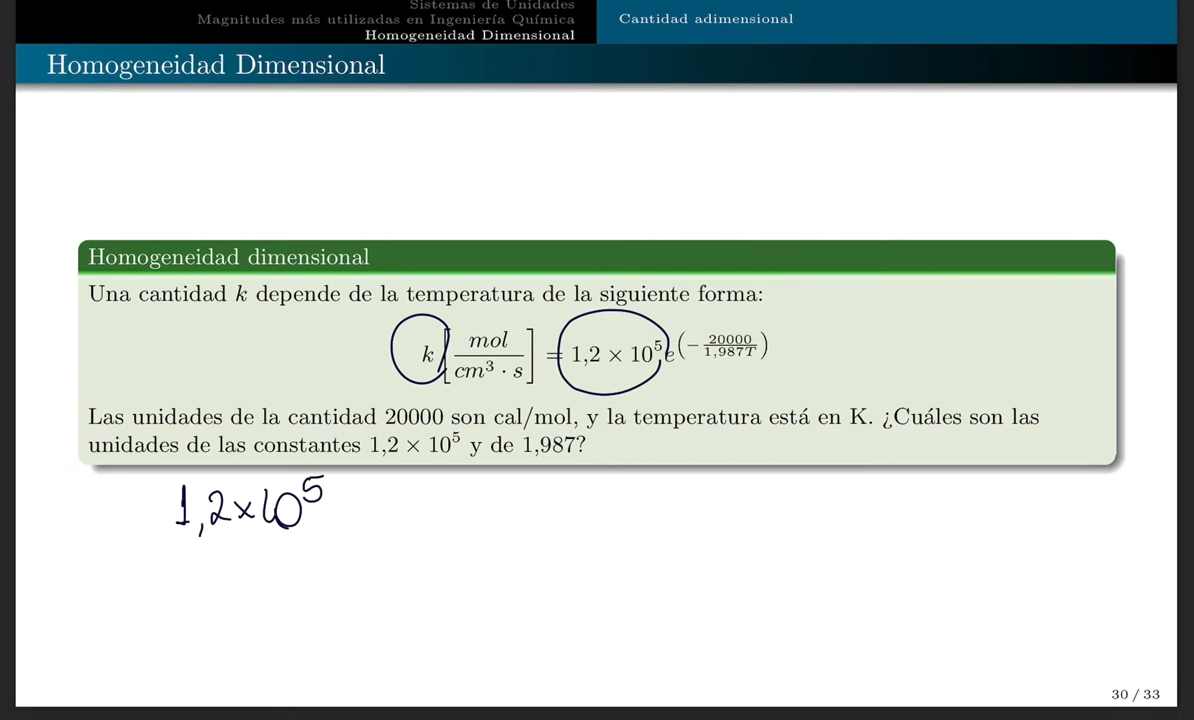 Sistemas de Unidades
Magnitudes más utilizadas en Ingeniería Química
Homogeneidad Dimensional
Cantidad adimensional
Homogeneidad Dimensional
Homogeneidad dimensional
Una cantidad k depende de la temperatura de la siguiente forma:
k [mol / cm³ · s] = 1,2 × 10⁵ e^(− 20000 / 1,987T)
Las unidades de la cantidad 20000 son cal/mol, y la temperatura está en K. ¿Cuáles son las
unidades de las constantes 1,2 × 10⁵ y de 1,987?
1,2×10⁵
30 / 33